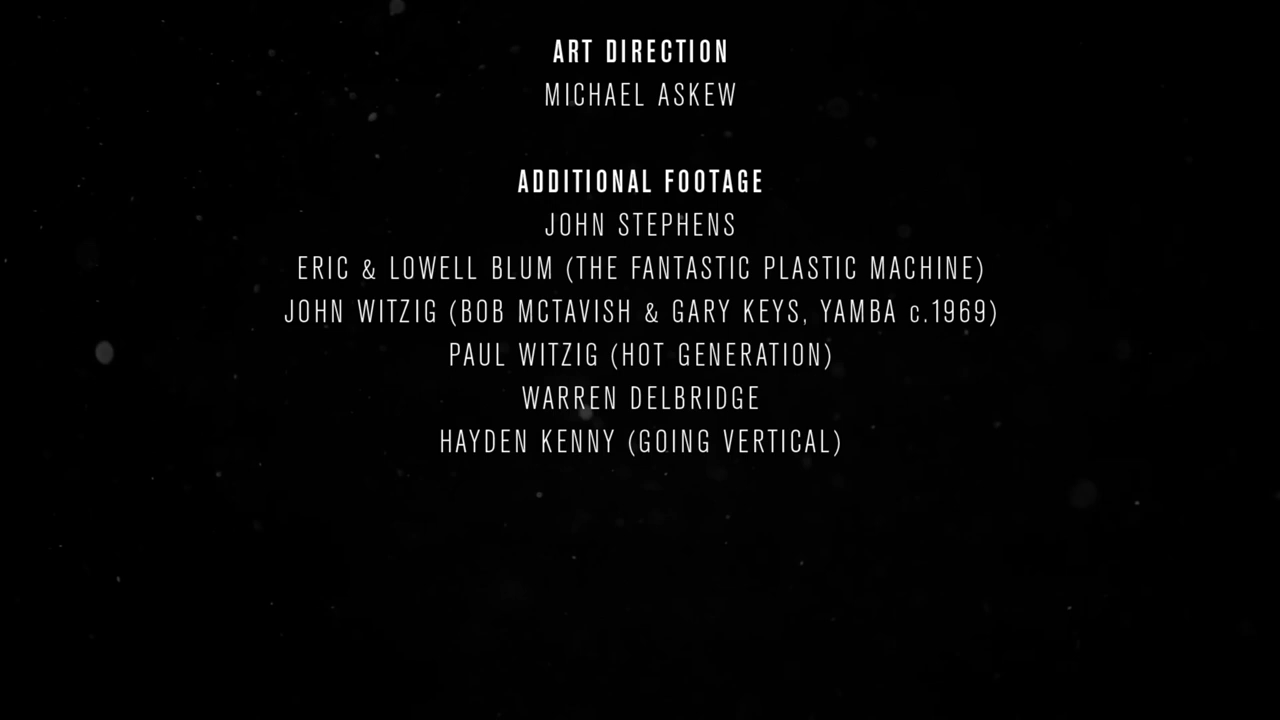 ART DIRECTION
MICHAEL ASKEW
ADDITIONAL FOOTAGE
JOHN STEPHENS
ERIC & LOWELL BLUM (THE FANTASTIC PLASTIC MACHINE)
JOHN WITZIG (BOB MCTAVISH & GARY KEYS, YAMBA c.1969)
PAUL WITZIG (HOT GENERATION)
WARREN DELBRIDGE
HAYDEN KENNY (GOING VERTICAL)